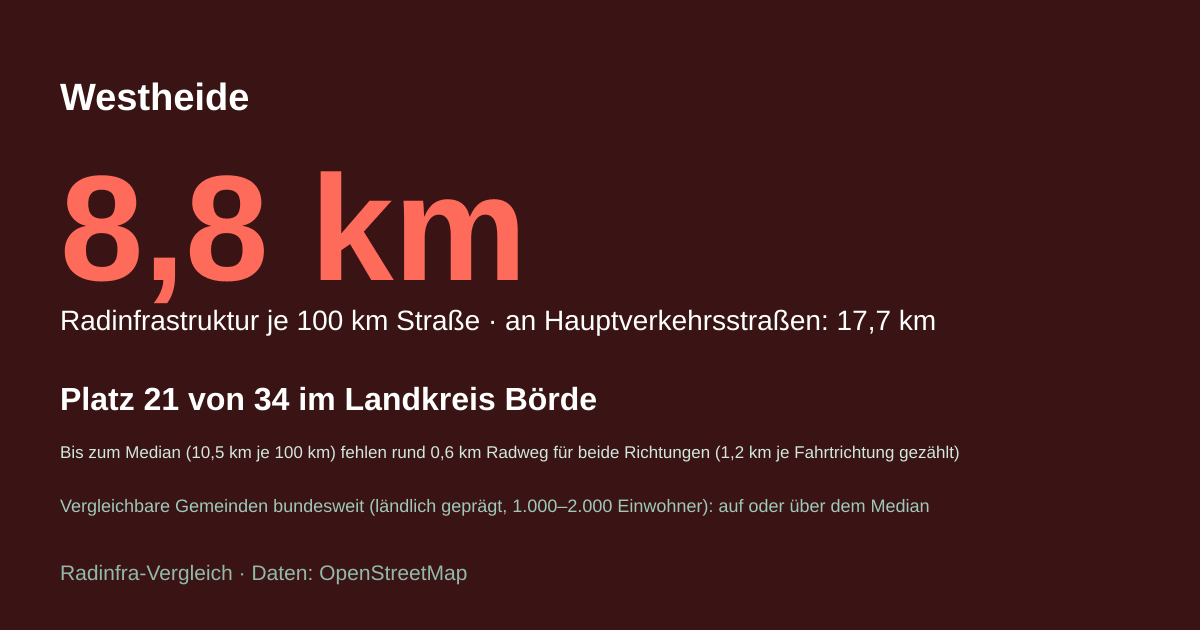 Westheide
8,8 km
Radinfrastruktur je 100 km Straße · an Hauptverkehrsstraßen: 17,7 km
Platz 21 von 34 im Landkreis Börde
Bis zum Median (10,5 km je 100 km) fehlen rund 0,6 km Radweg für beide Richtungen (1,2 km je Fahrtrichtung gezählt)
Vergleichbare Gemeinden bundesweit (ländlich geprägt, 1.000–2.000 Einwohner): auf oder über dem Median
Radinfra-Vergleich · Daten: OpenStreetMap